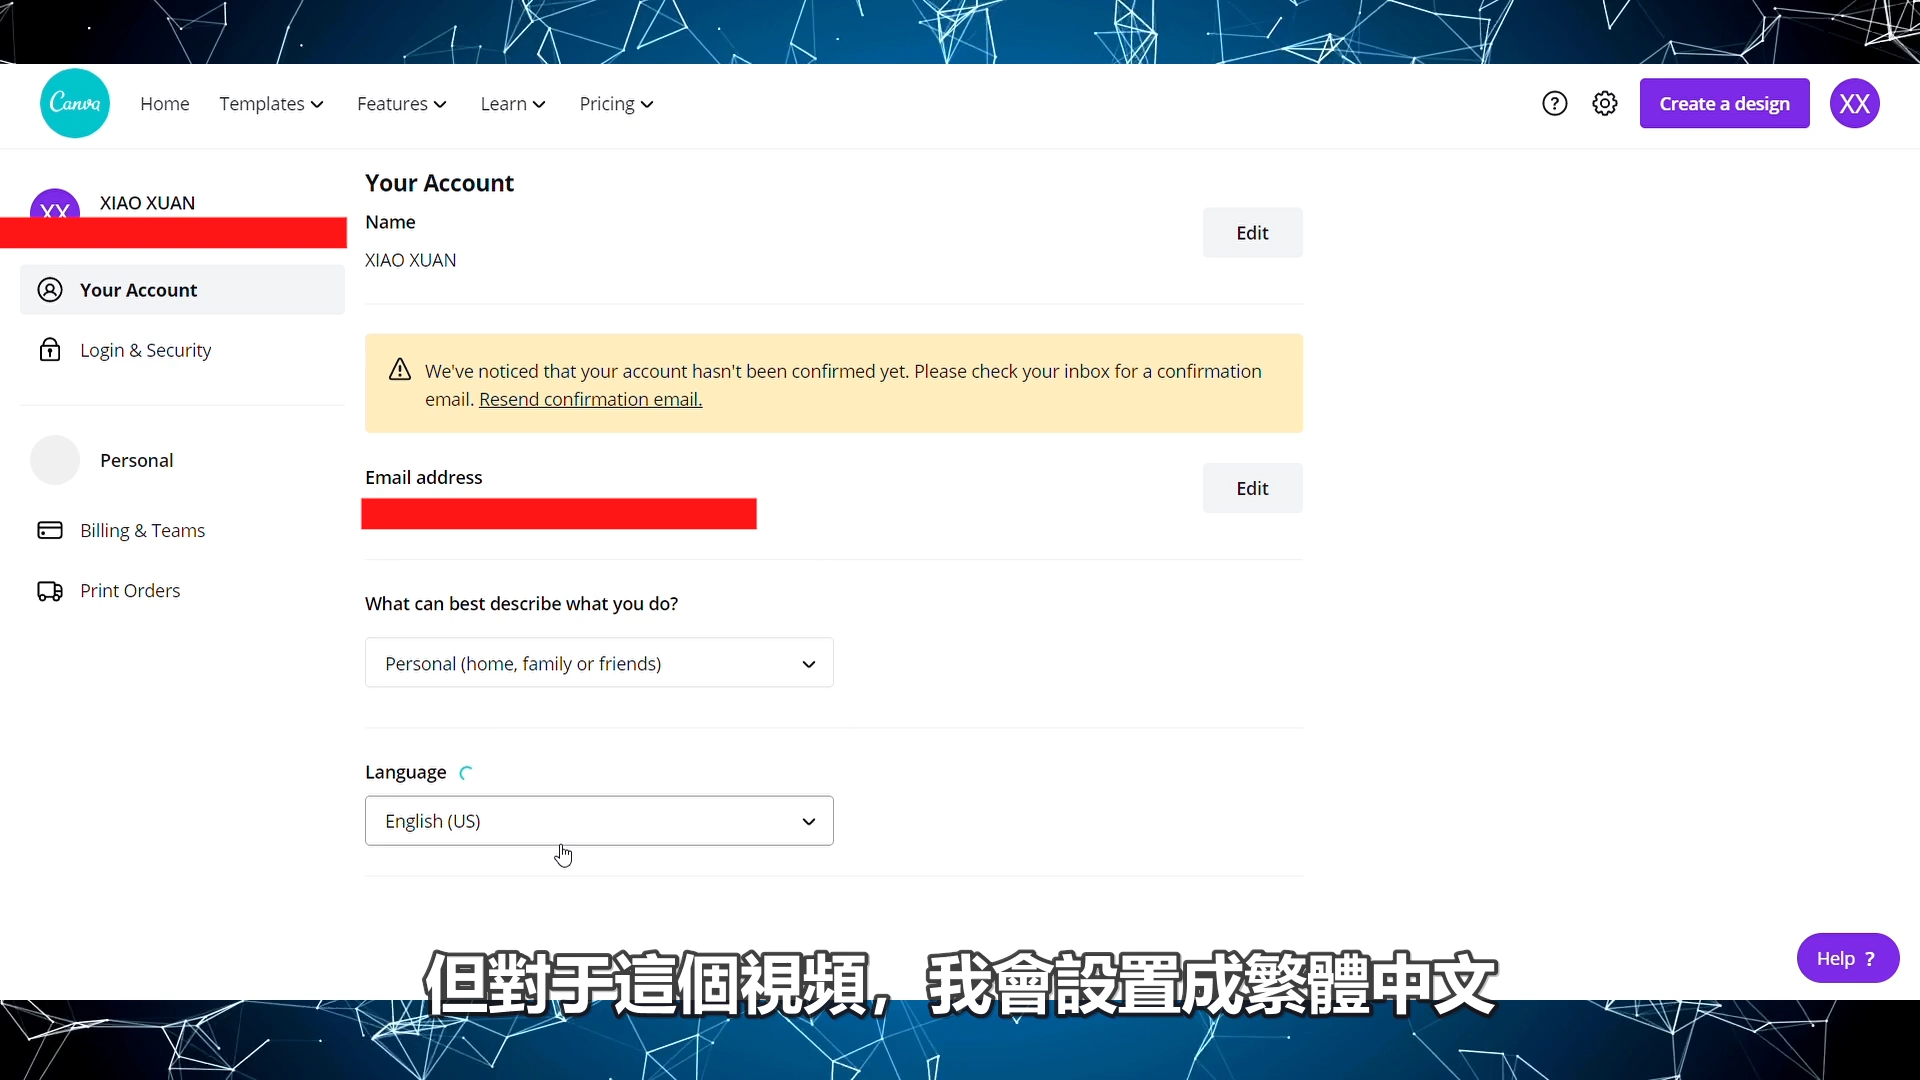 Canva
Home
Templates
Features
Learn
Pricing
?
Create a design
XX
XX
XIAO XUAN
Your Account
Login & Security
Personal
Billing & Teams
Print Orders
Your Account
Name
XIAO XUAN
Edit
We've noticed that your account hasn't been confirmed yet. Please check your inbox for a confirmation
email. Resend confirmation email.
Email address
Edit
What can best describe what you do?
Personal (home, family or friends)
Language
English (US)
Help ?
但對于這個視頻，我會設置成繁體中文